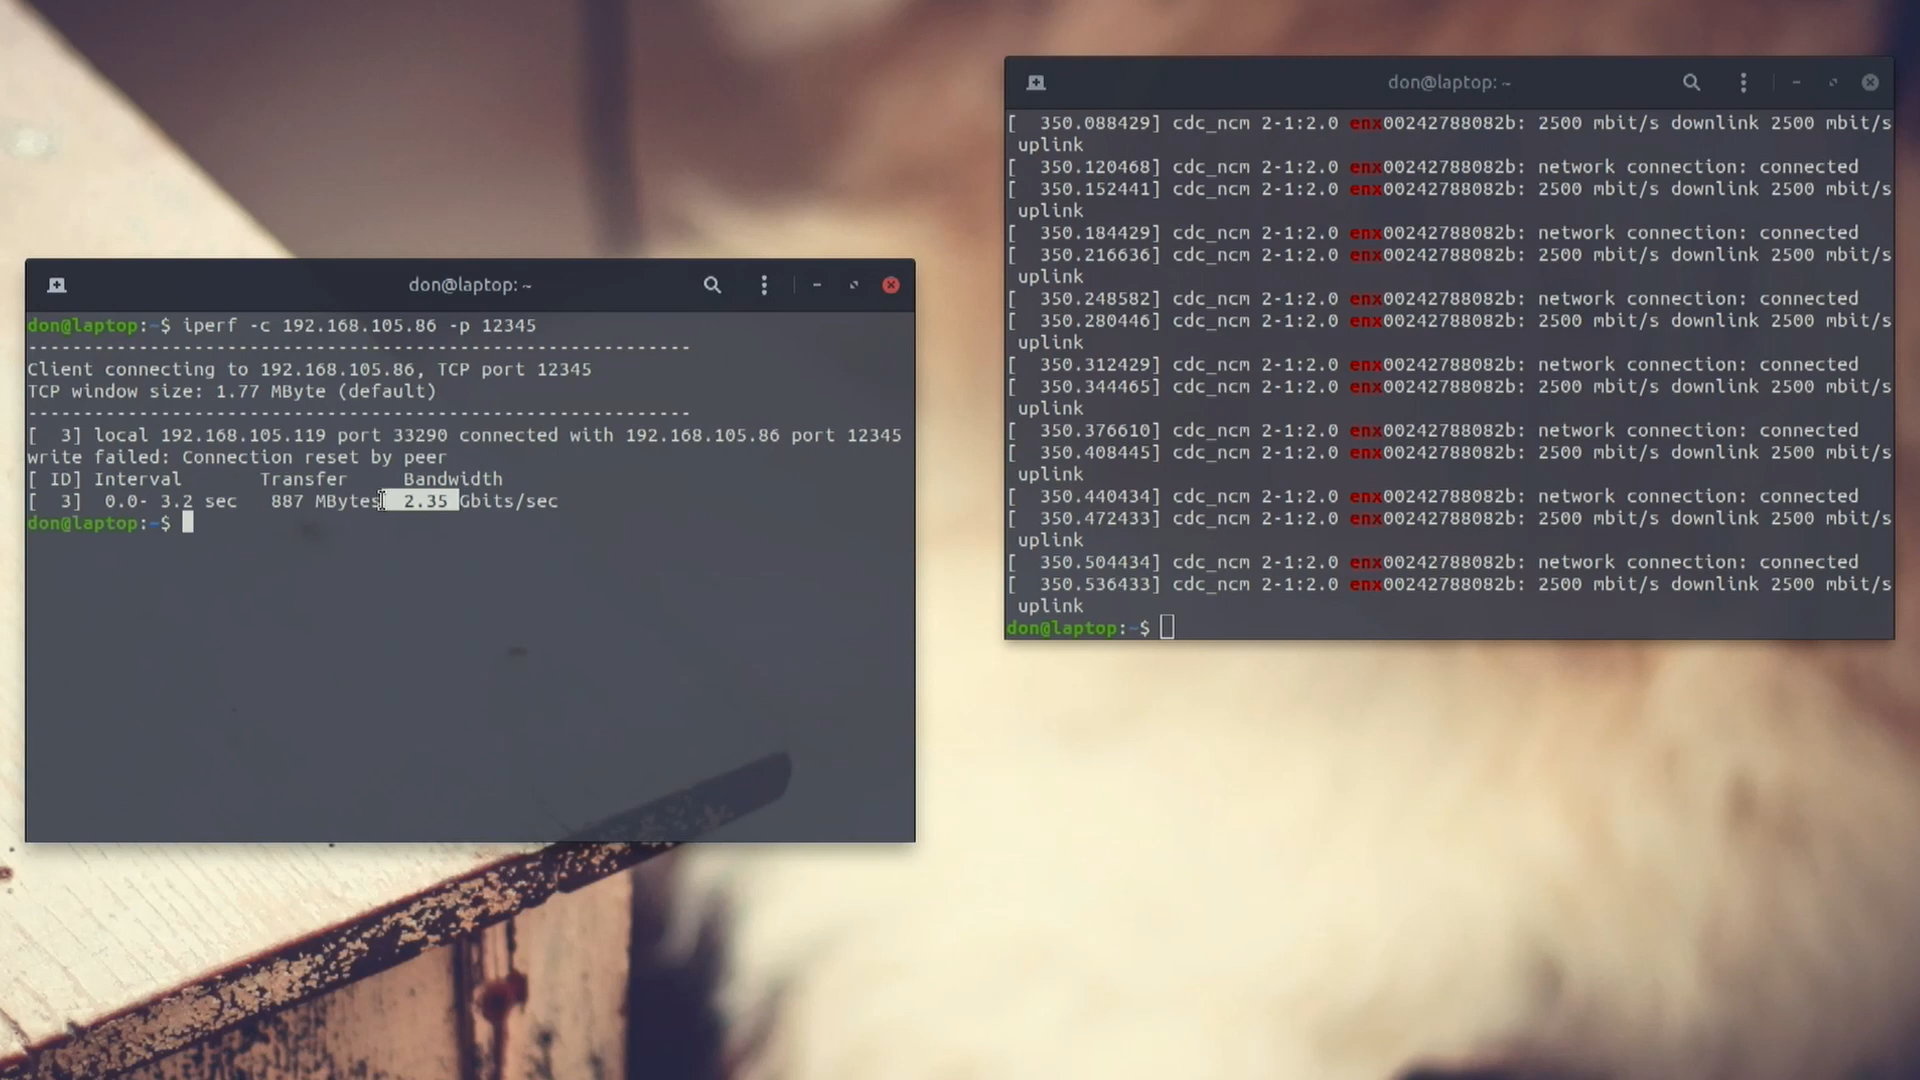 don@laptop: ~
don@laptop:~$ iperf -c 192.168.105.86 -p 12345
------------------------------------------------------------
Client connecting to 192.168.105.86, TCP port 12345
TCP window size: 1.77 MByte (default)
------------------------------------------------------------
[  3] local 192.168.105.119 port 33290 connected with 192.168.105.86 port 12345
write failed: Connection reset by peer
[ ID] Interval       Transfer     Bandwidth
[  3]  0.0- 3.2 sec   887 MBytes  2.35 Gbits/sec
don@laptop:~$
don@laptop: ~
[  350.088429] cdc_ncm 2-1:2.0 enx00242788082b: 2500 mbit/s downlink 2500 mbit/s
uplink
[  350.120468] cdc_ncm 2-1:2.0 enx00242788082b: network connection: connected
[  350.152441] cdc_ncm 2-1:2.0 enx00242788082b: 2500 mbit/s downlink 2500 mbit/s
uplink
[  350.184429] cdc_ncm 2-1:2.0 enx00242788082b: network connection: connected
[  350.216636] cdc_ncm 2-1:2.0 enx00242788082b: 2500 mbit/s downlink 2500 mbit/s
uplink
[  350.248582] cdc_ncm 2-1:2.0 enx00242788082b: network connection: connected
[  350.280446] cdc_ncm 2-1:2.0 enx00242788082b: 2500 mbit/s downlink 2500 mbit/s
uplink
[  350.312429] cdc_ncm 2-1:2.0 enx00242788082b: network connection: connected
[  350.344465] cdc_ncm 2-1:2.0 enx00242788082b: 2500 mbit/s downlink 2500 mbit/s
uplink
[  350.376610] cdc_ncm 2-1:2.0 enx00242788082b: network connection: connected
[  350.408445] cdc_ncm 2-1:2.0 enx00242788082b: 2500 mbit/s downlink 2500 mbit/s
uplink
[  350.440434] cdc_ncm 2-1:2.0 enx00242788082b: network connection: connected
[  350.472433] cdc_ncm 2-1:2.0 enx00242788082b: 2500 mbit/s downlink 2500 mbit/s
uplink
[  350.504434] cdc_ncm 2-1:2.0 enx00242788082b: network connection: connected
[  350.536433] cdc_ncm 2-1:2.0 enx00242788082b: 2500 mbit/s downlink 2500 mbit/s
uplink
don@laptop:~$